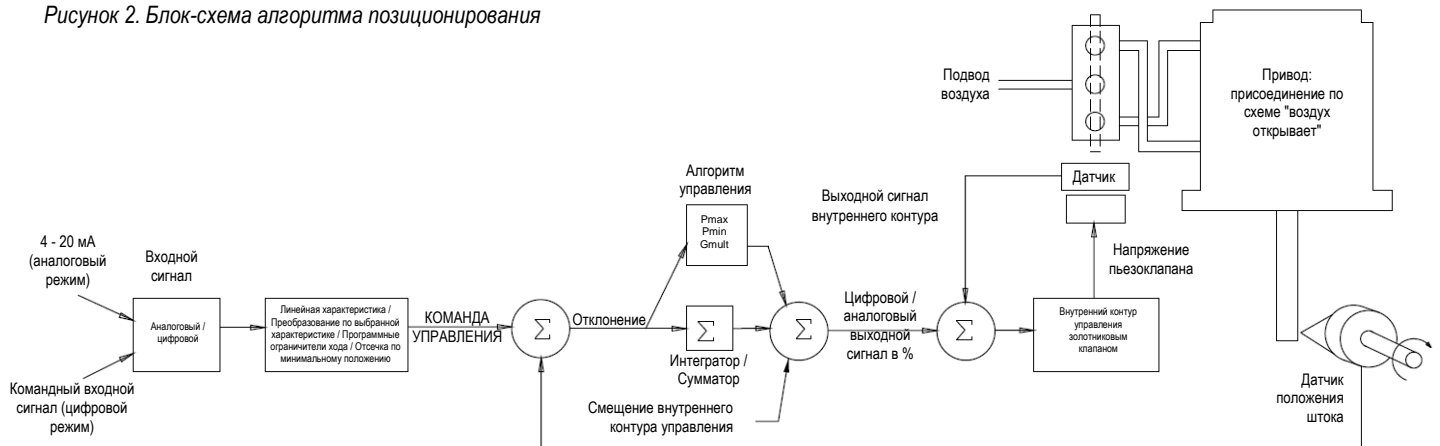 Рисунок 2. Блок-схема алгоритма позиционирования
Подвод
воздуха
Привод:
присоединение по
схеме "воздух
открывает"
Датчик
Выходной сигнал
внутреннего контура
Алгоритм
управления
Pmax
Pmin
Gmult
4 - 20 мА
(аналоговый
режим)
Входной
сигнал
Аналоговый /
цифровой
Командный входной
сигнал (цифровой
режим)
Линейная характеристика /
Преобразование по выбранной
характеристике / Программные
ограничители хода / Отсечка по
минимальному положению
КОМАНДА
УПРАВЛЕНИЯ
Σ
Отклонение
Σ
Интегратор /
Сумматор
Σ
Смещение внутреннего
контура управления
Цифровой /
аналоговый
выходной
сигнал в %
Σ
Напряжение
пьезоклапана
Внутренний контур
управления
золотниковым
клапаном
Датчик
положения
штока